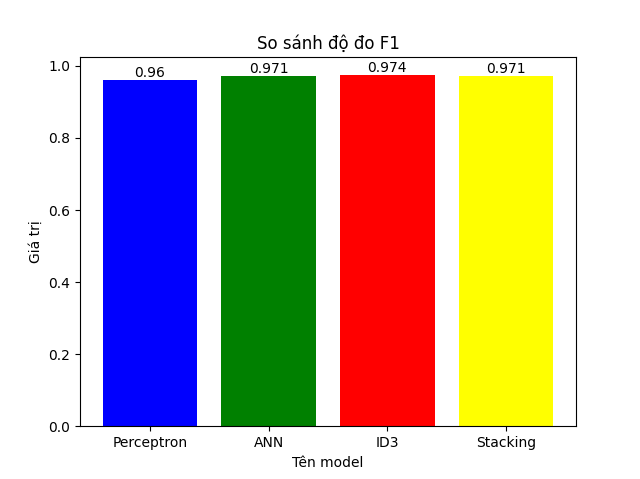 So sánh độ đo F1
0.96
0.971
0.974
0.971
1.0
0.8
0.6
0.4
0.2
0.0
Giá trị
Perceptron
ANN
ID3
Stacking
Tên model